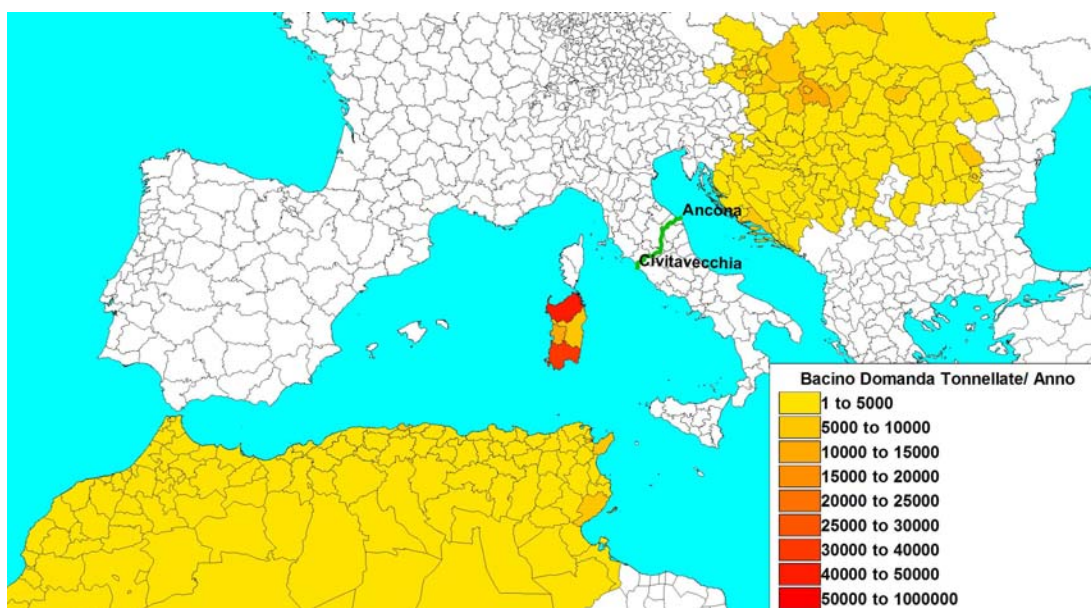 Ancona
Civitavecchia
Bacino Domanda Tonnellate/ Anno
1 to 5000
5000 to 10000
10000 to 15000
15000 to 20000
20000 to 25000
25000 to 30000
30000 to 40000
40000 to 50000
50000 to 1000000